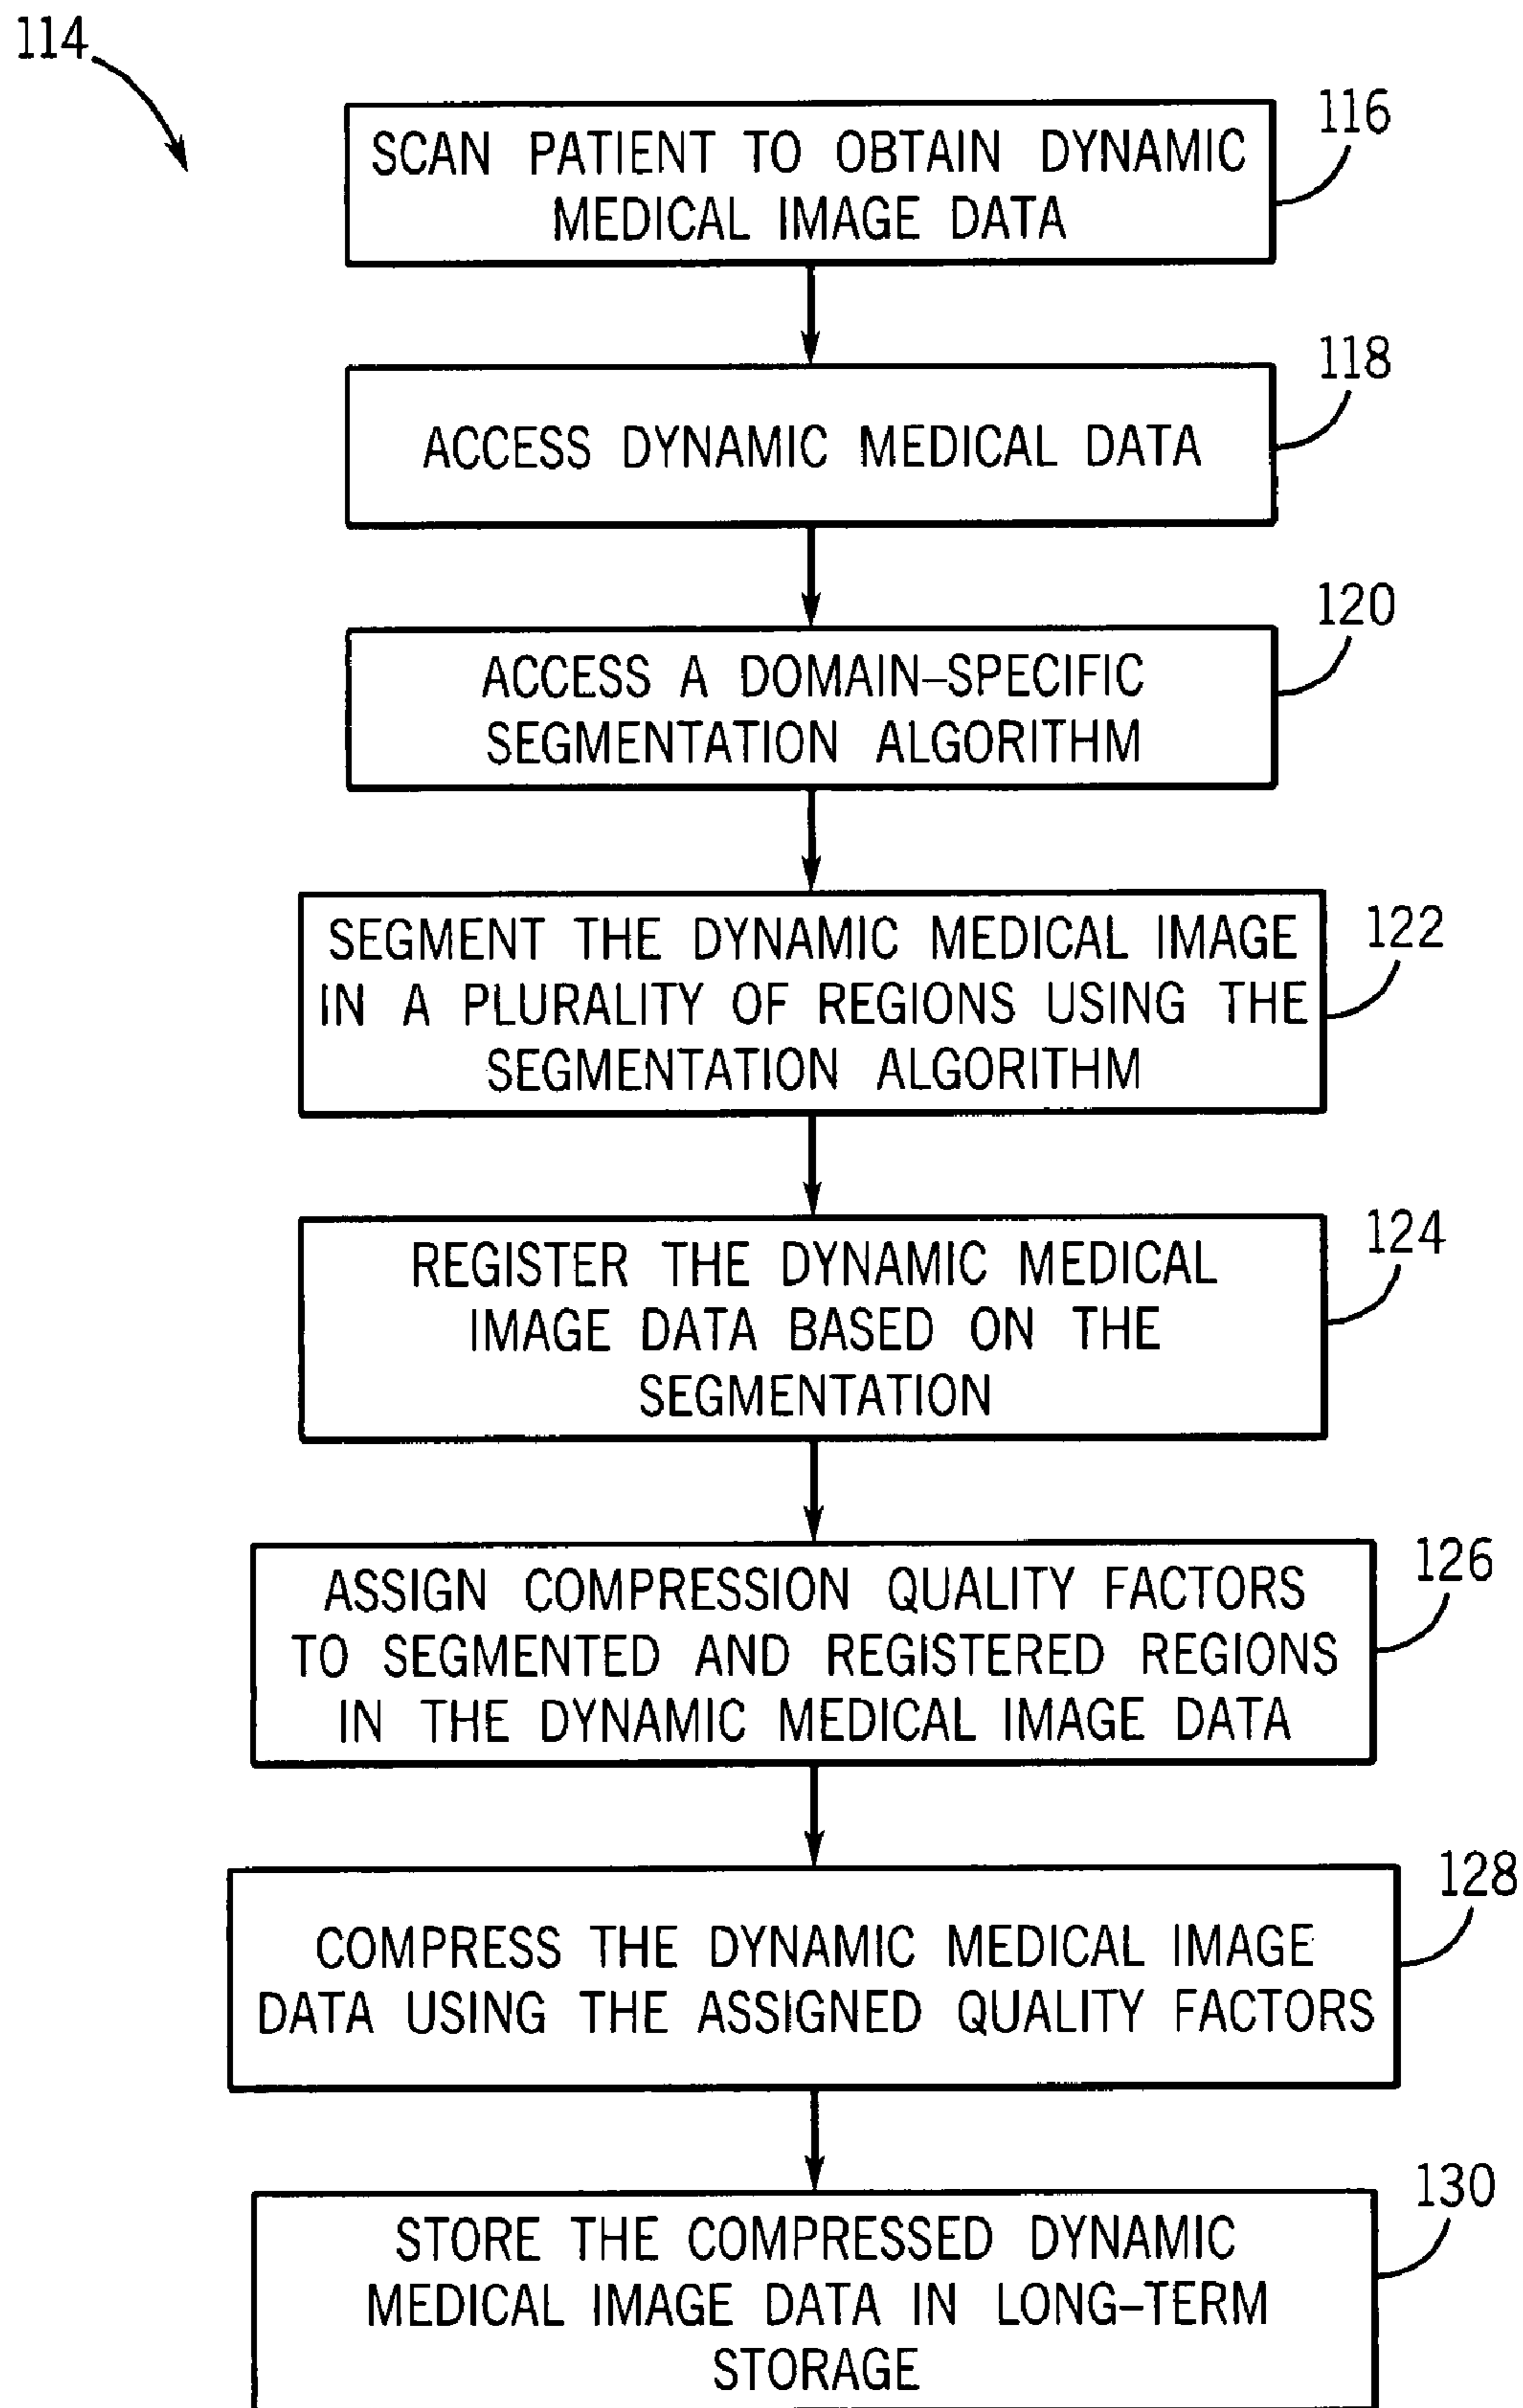 114
116
SCAN PATIENT TO OBTAIN DYNAMIC
MEDICAL IMAGE DATA
118
ACCESS DYNAMIC MEDICAL DATA
120
ACCESS A DOMAIN–SPECIFIC
SEGMENTATION ALGORITHM
122
SEGMENT THE DYNAMIC MEDICAL IMAGE
IN A PLURALITY OF REGIONS USING THE
SEGMENTATION ALGORITHM
124
REGISTER THE DYNAMIC MEDICAL
IMAGE DATA BASED ON THE
SEGMENTATION
126
ASSIGN COMPRESSION QUALITY FACTORS
TO SEGMENTED AND REGISTERED REGIONS
IN THE DYNAMIC MEDICAL IMAGE DATA
128
COMPRESS THE DYNAMIC MEDICAL IMAGE
DATA USING THE ASSIGNED QUALITY FACTORS
130
STORE THE COMPRESSED DYNAMIC
MEDICAL IMAGE DATA IN LONG–TERM
STORAGE